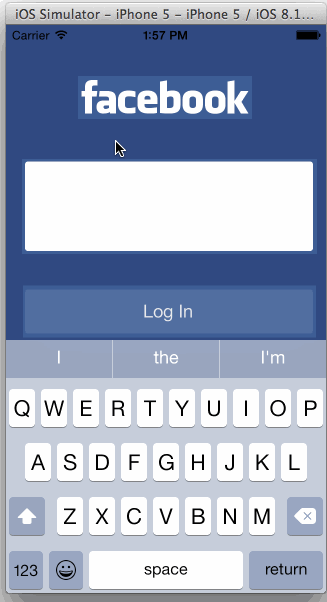 iOS Simulator – iPhone 5 – iPhone 5 / iOS 8.1...
Carrier 1:57 PM
facebook
Log In
I the I'm
Q W E R T Y U I O P
A S D F G H J K L
Z X C V B N M
123 space return